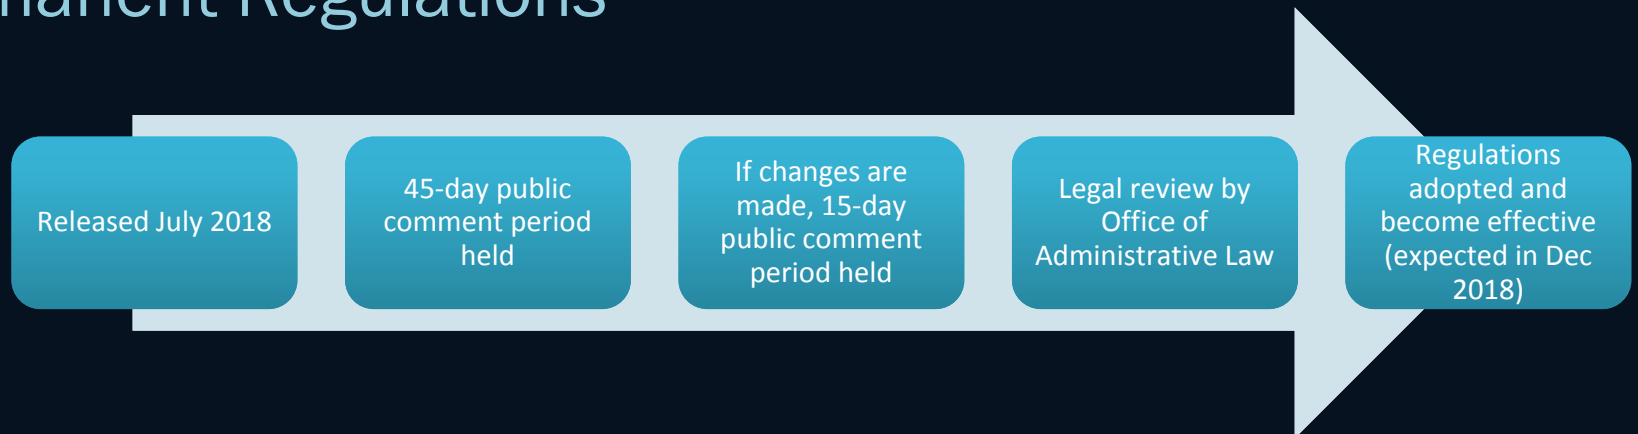 Regulations
Released July 2018
45-day public
comment period
held
If changes are
made, 15-day
public comment
period held
Legal review by
Office of
Administrative Law
Regulations
adopted and
become effective
(expected in Dec
2018)